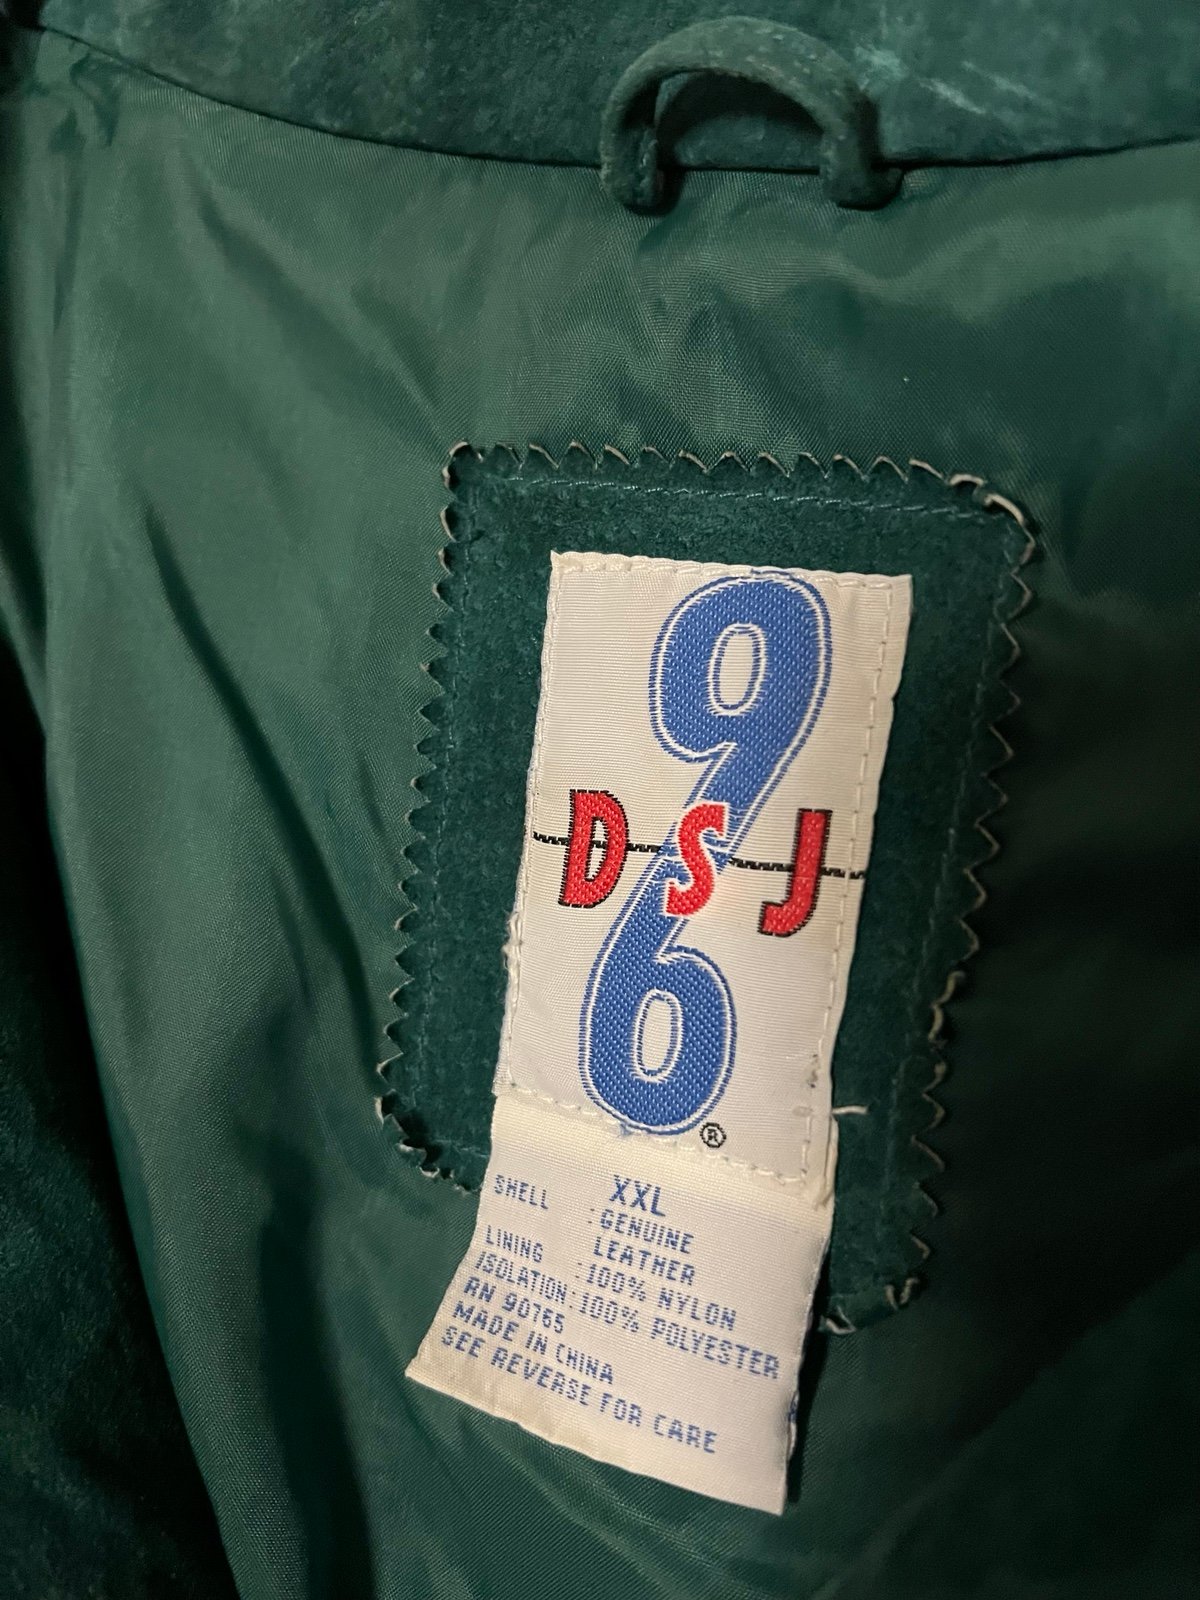 9
DSJ
6
®
XXL
SHELL :GENUINE
LEATHER
LINING :100% NYLON
ISOLATION:100% POLYESTER
RN 90765
MADE IN CHINA
SEE REVERSE FOR CARE